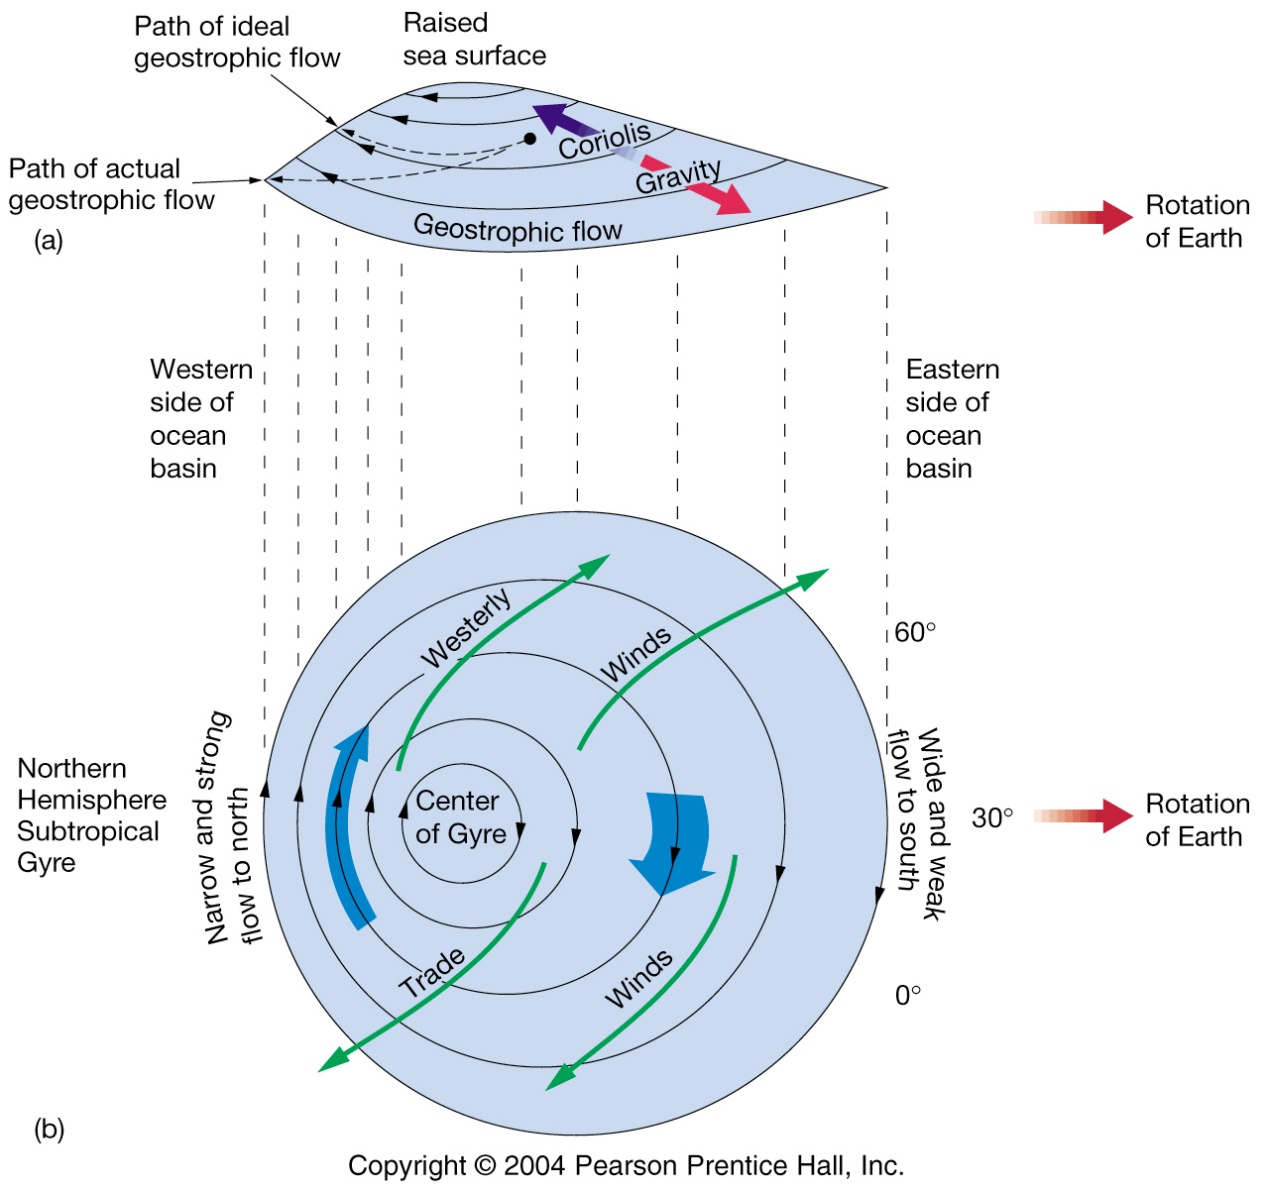 Path of ideal
geostrophic flow
Raised
sea surface
Coriolis
Gravity
Path of actual
geostrophic flow
Geostrophic flow
(a)
Rotation
of Earth
Western
side of
ocean
basin
Eastern
side of
ocean
basin
Westerly
Winds
60°
Northern
Hemisphere
Subtropical
Gyre
Narrow and strong
flow to north
Center
of Gyre
Wide and weak
flow to south
30°
Rotation
of Earth
Trade
Winds
0°
(b)
Copyright © 2004 Pearson Prentice Hall, Inc.